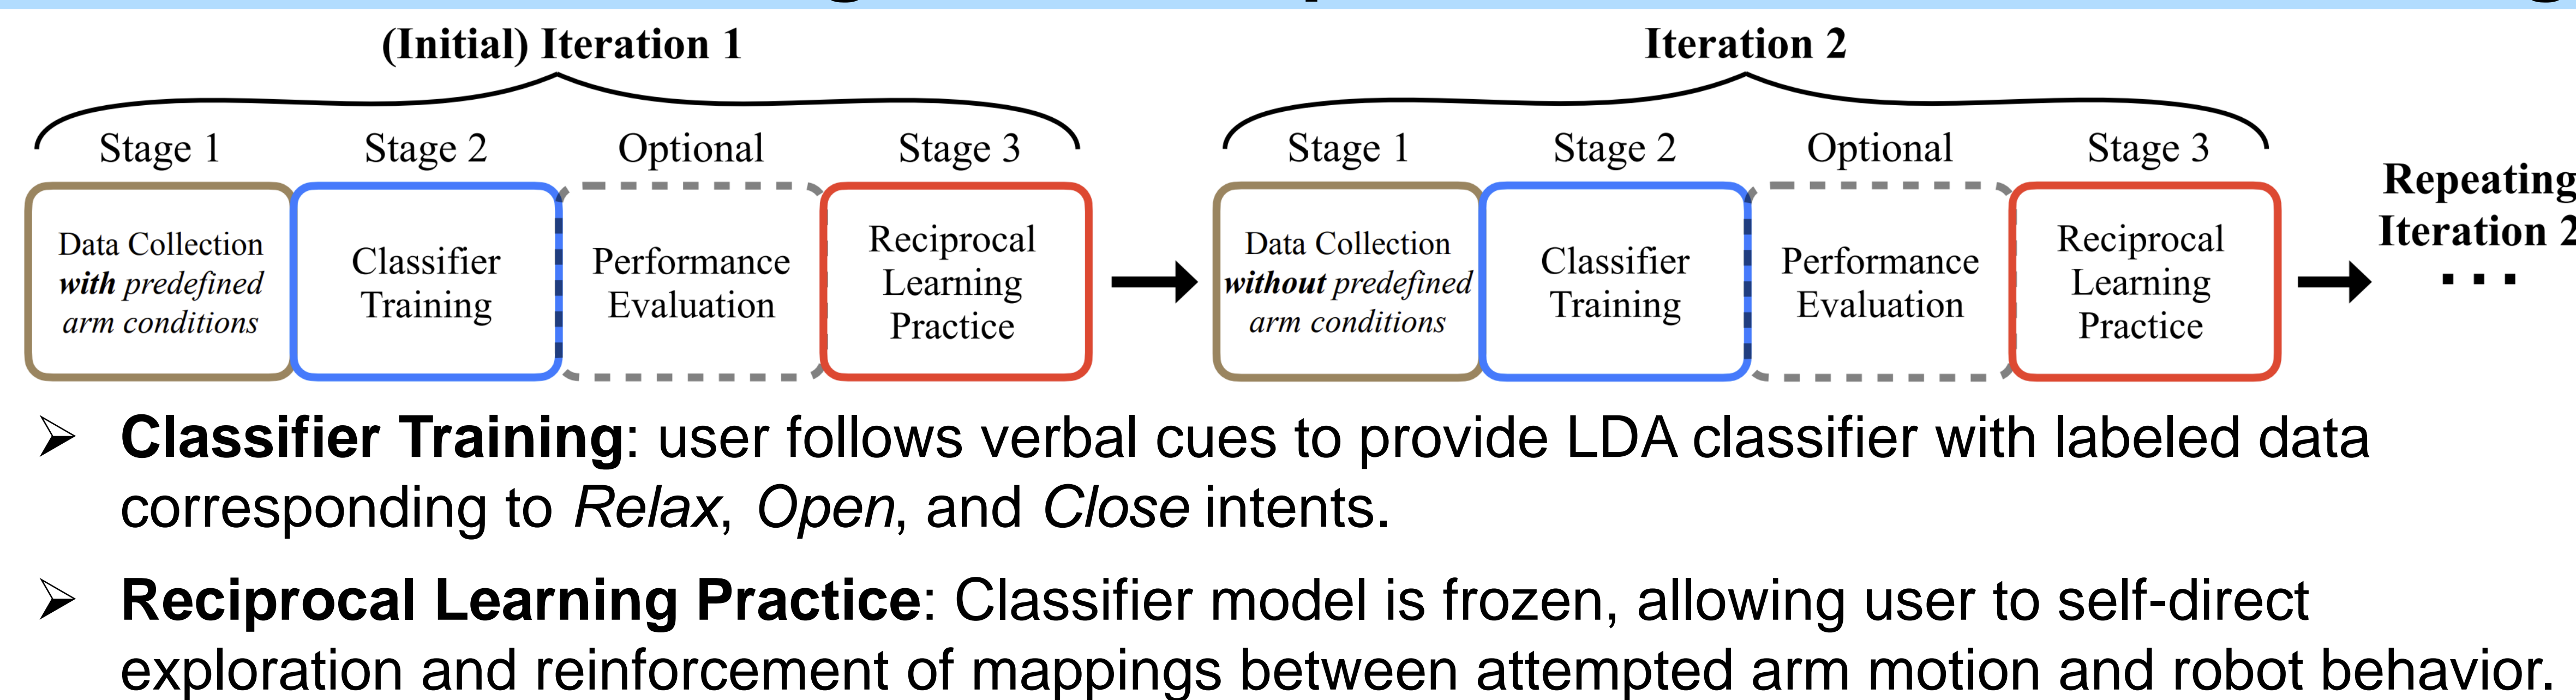 (Initial) Iteration 1
Iteration 2
Stage 1
Stage 2
Optional
Stage 3
Stage 1
Stage 2
Optional
Stage 3
Data Collection
with predefined
arm conditions
Classifier
Training
Performance
Evaluation
Reciprocal
Learning
Practice
Data Collection
without predefined
arm conditions
Classifier
Training
Performance
Evaluation
Reciprocal
Learning
Practice
Repeating
Iteration 2
...
➢ Classifier Training: user follows verbal cues to provide LDA classifier with labeled data
corresponding to Relax, Open, and Close intents.
➢ Reciprocal Learning Practice: Classifier model is frozen, allowing user to self-direct
exploration and reinforcement of mappings between attempted arm motion and robot behavior.